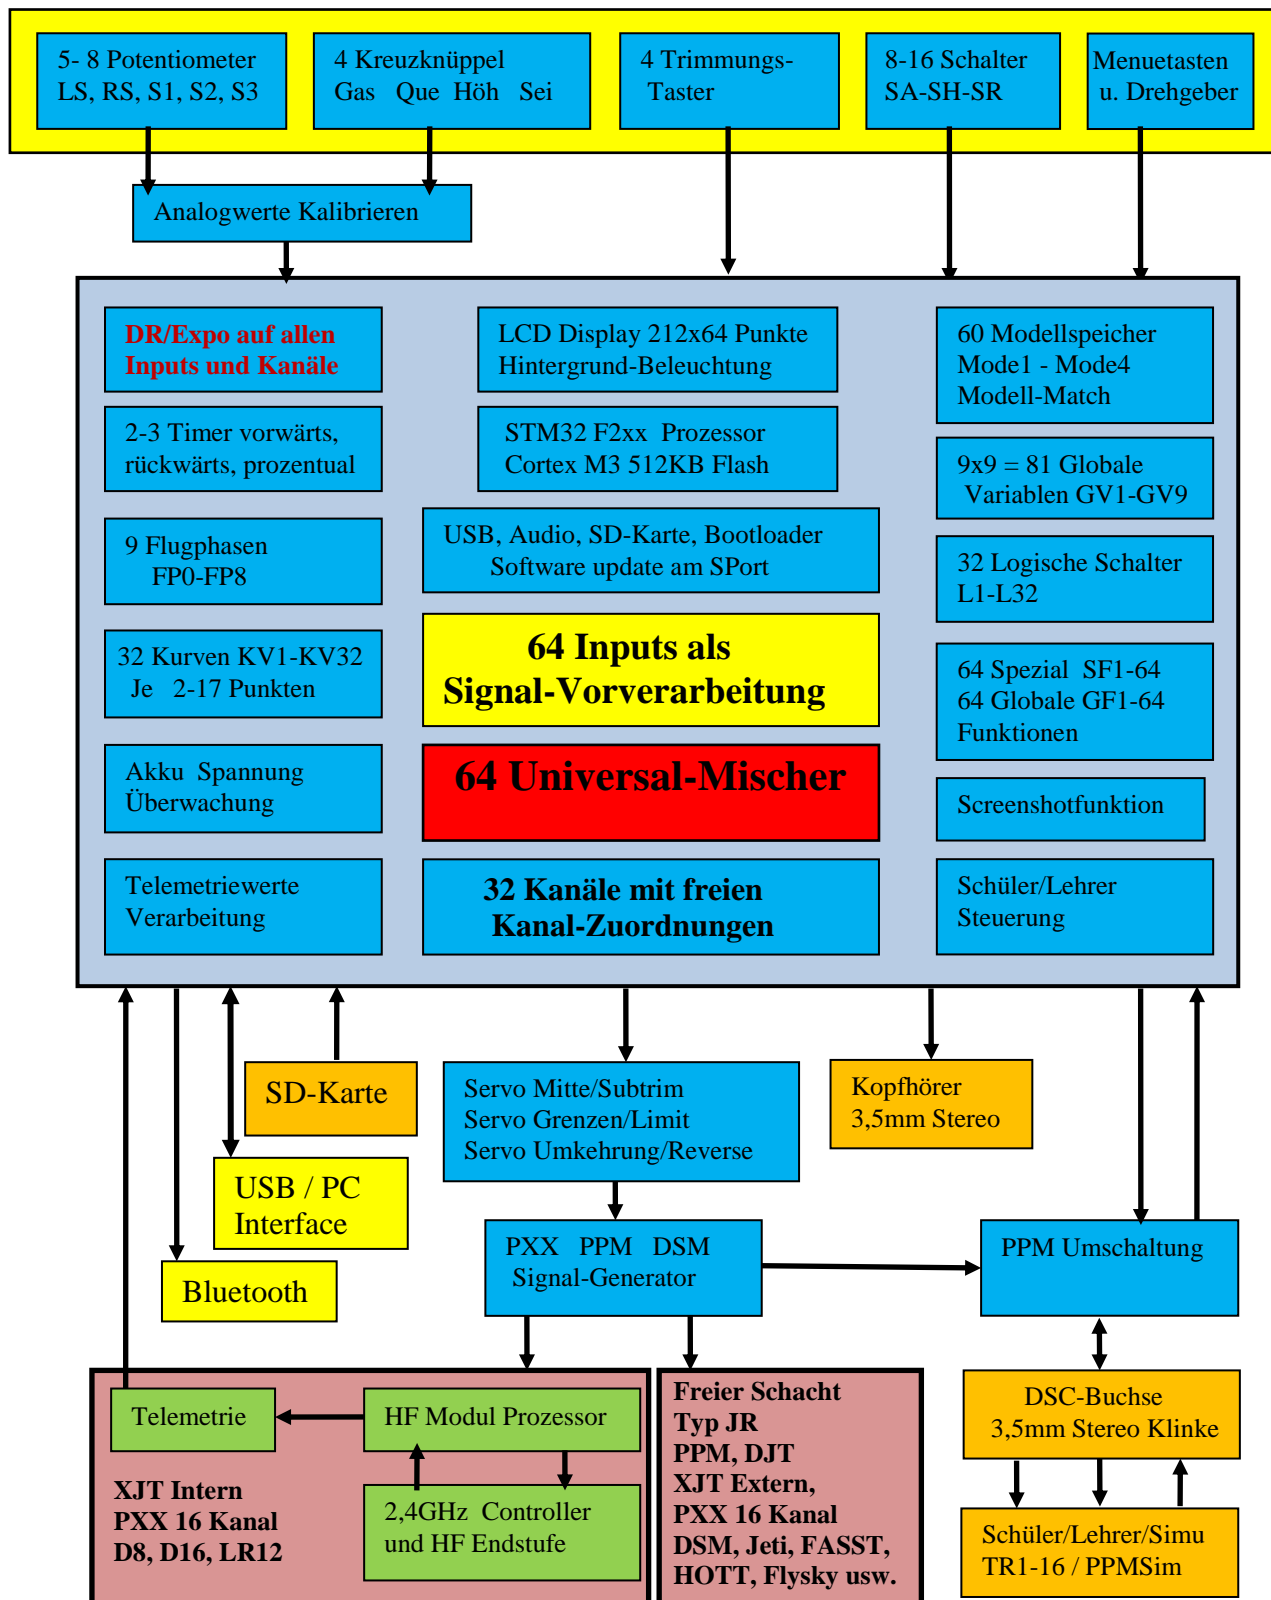 5- 8 Potentiometer
LS, RS, S1, S2, S3
4 Kreuzknüppel
Gas Que Höh Sei
4 Trimmungs-
Taster
8-16 Schalter
SA-SH-SR
Menuetasten
u. Drehgeber
Analogwerte Kalibrieren
DR/Expo auf allen
Inputs und Kanäle
2-3 Timer vorwärts,
rückwärts, prozentual
9 Flugphasen
FP0-FP8
32 Kurven KV1-KV32
Je 2-17 Punkten
Akku Spannung
Überwachung
Telemetriewerte
Verarbeitung
LCD Display 212x64 Punkte
Hintergrund-Beleuchtung
STM32 F2xx Prozessor
Cortex M3 512KB Flash
USB, Audio, SD-Karte, Bootloader
Software update am SPort
64 Inputs als
Signal-Vorverarbeitung
64 Universal-Mischer
32 Kanäle mit freien
Kanal-Zuordnungen
60 Modellspeicher
Mode1 - Mode4
Modell-Match
9x9 = 81 Globale
Variablen GV1-GV9
32 Logische Schalter
L1-L32
64 Spezial SF1-64
64 Globale GF1-64
Funktionen
Screenshotfunktion
Schüler/Lehrer
Steuerung
SD-Karte
USB / PC
Interface
Bluetooth
Servo Mitte/Subtrim
Servo Grenzen/Limit
Servo Umkehrung/Reverse
Kopfhörer
3,5mm Stereo
PXX PPM DSM
Signal-Generator
PPM Umschaltung
Telemetrie
HF Modul Prozessor
XJT Intern
PXX 16 Kanal
D8, D16, LR12
2,4GHz Controller
und HF Endstufe
Freier Schacht
Typ JR
PPM, DJT
XJT Extern,
PXX 16 Kanal
DSM, Jeti, FASST,
HOTT, Flysky usw.
DSC-Buchse
3,5mm Stereo Klinke
Schüler/Lehrer/Simu
TR1-16 / PPMSim